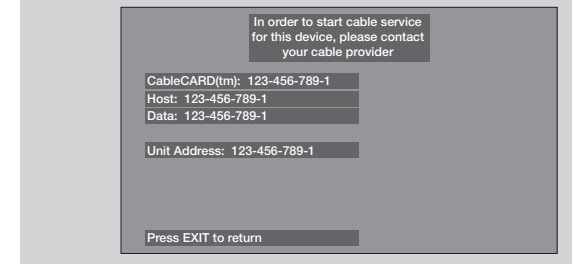 In order to start cable service
for this device, please contact
your cable provider
CableCARD(tm): 123-456-789-1
Host: 123-456-789-1
Data: 123-456-789-1
Unit Address: 123-456-789-1
Press EXIT to return